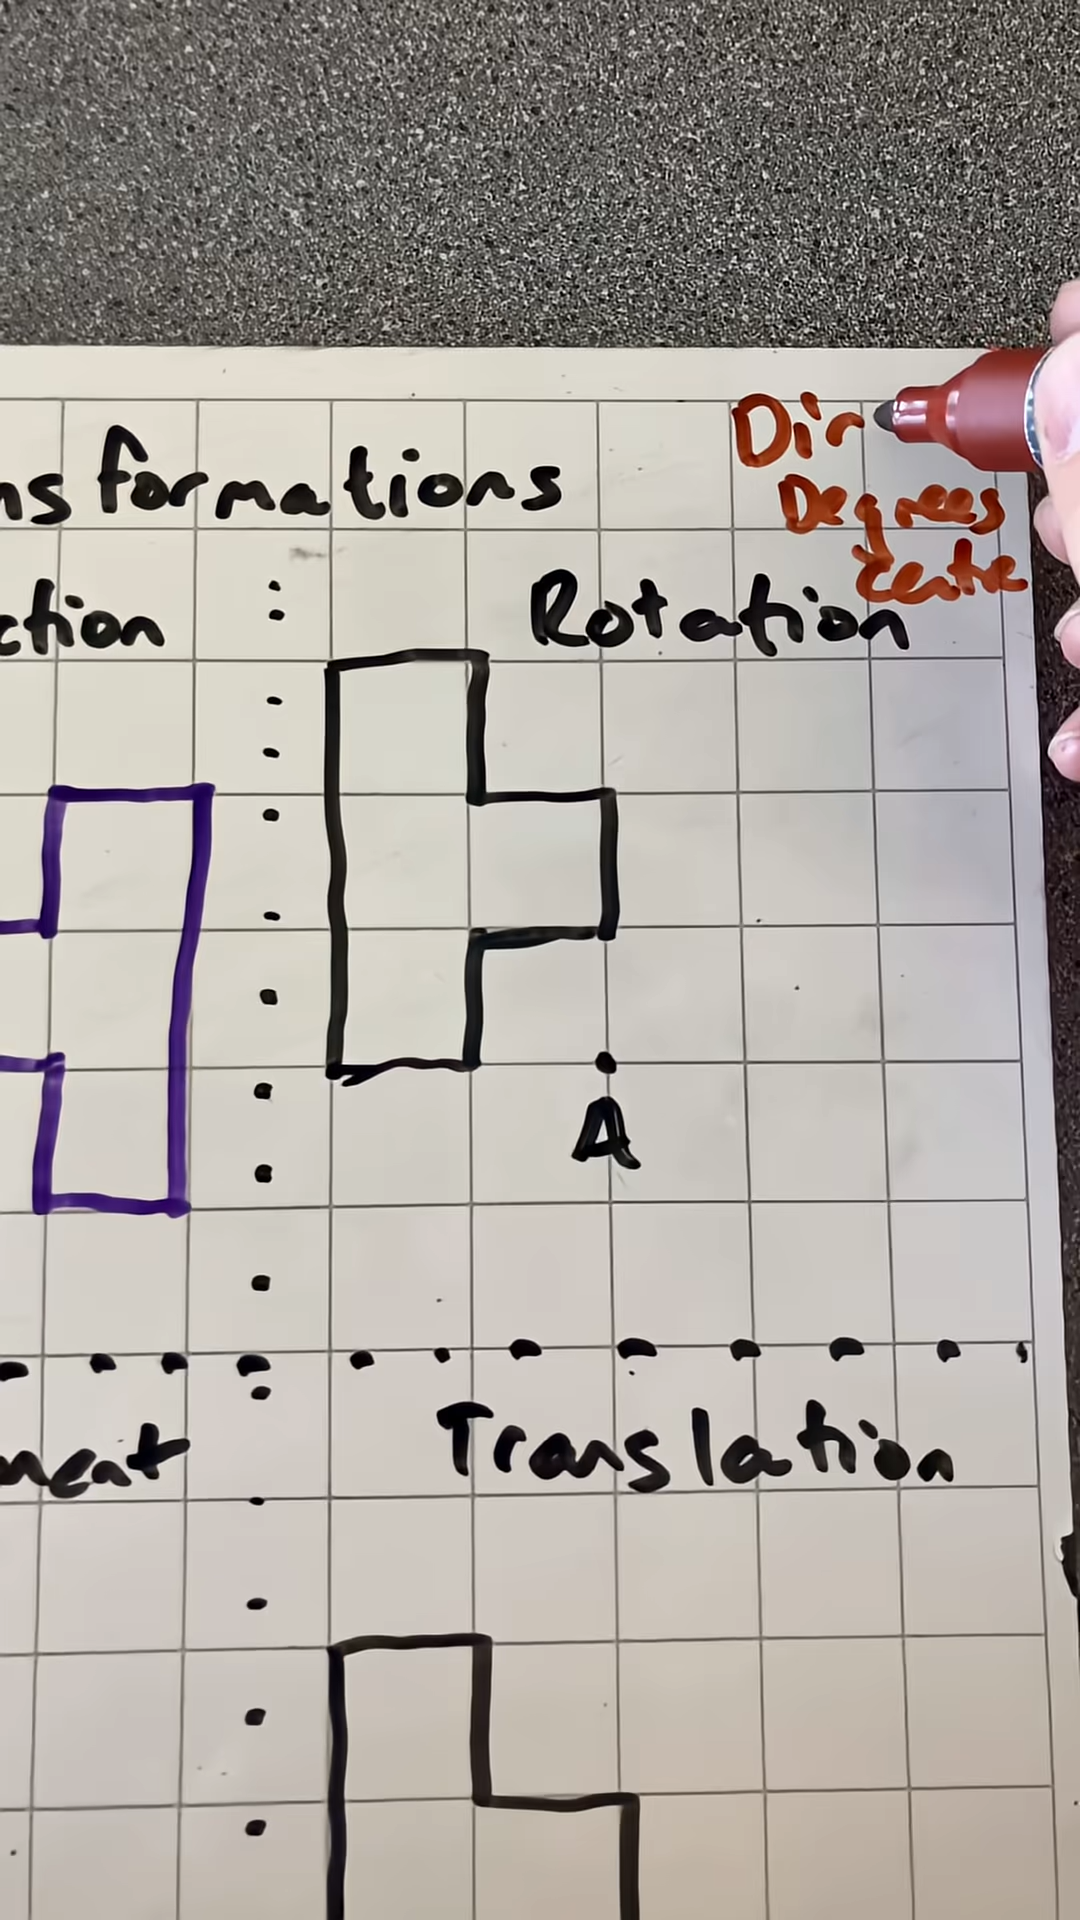 Dir
ns formations
Degrees
Centre
ction
Rotation
A
ment
Translation